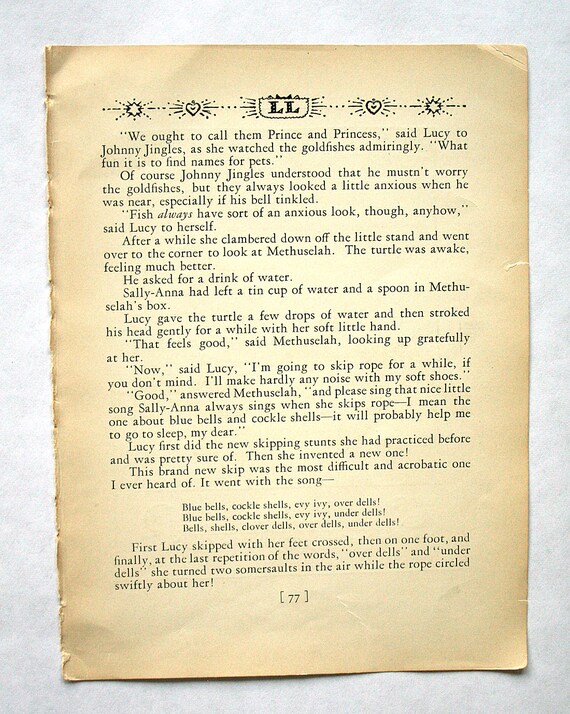 LL
"We ought to call them Prince and Princess," said Lucy to
Johnny Jingles, as she watched the goldfishes admiringly. "What
fun it is to find names for pets."
Of course Johnny Jingles understood that he mustn't worry
the goldfishes, but they always looked a little anxious when he
was near, especially if his bell tinkled.
"Fish always have sort of an anxious look, though, anyhow,"
said Lucy to herself.
After a while she clambered down off the little stand and went
over to the corner to look at Methuselah. The turtle was awake,
feeling much better.
He asked for a drink of water.
Sally-Anna had left a tin cup of water and a spoon in Methu-
selah's box.
Lucy gave the turtle a few drops of water and then stroked
his head gently for a while with her soft little hand.
"That feels good," said Methuselah, looking up gratefully
at her.
"Now," said Lucy, "I'm going to skip rope for a while, if
you don't mind. I'll make hardly any noise with my soft shoes."
"Good," answered Methuselah, "and please sing that nice little
song Sally-Anna always sings when she skips rope—I mean the
one about blue bells and cockle shells—it will probably help me
to go to sleep, my dear."
Lucy first did the new skipping stunts she had practiced before
and was pretty sure of. Then she invented a new one!
This brand new skip was the most difficult and acrobatic one
I ever heard of. It went with the song—
Blue bells, cockle shells, evy ivy, over dells!
Blue bells, cockle shells, evy ivy, under dells!
Bells, shells, clover dells, over dells, under dells!
First Lucy skipped with her feet crossed, then on one foot, and
finally, at the last repetition of the words, "over dells" and "under
dells" she turned two somersaults in the air while the rope circled
swiftly about her!
[ 77 ]